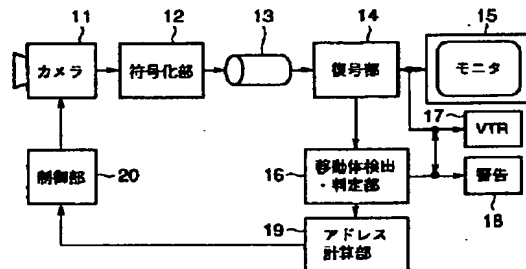 11
12
13
14
15
カメラ
符号化部
復号部
モニタ
17
VTR
制御部
20
16
移動体検出
・判定部
警告
18
19
アドレス
計算部